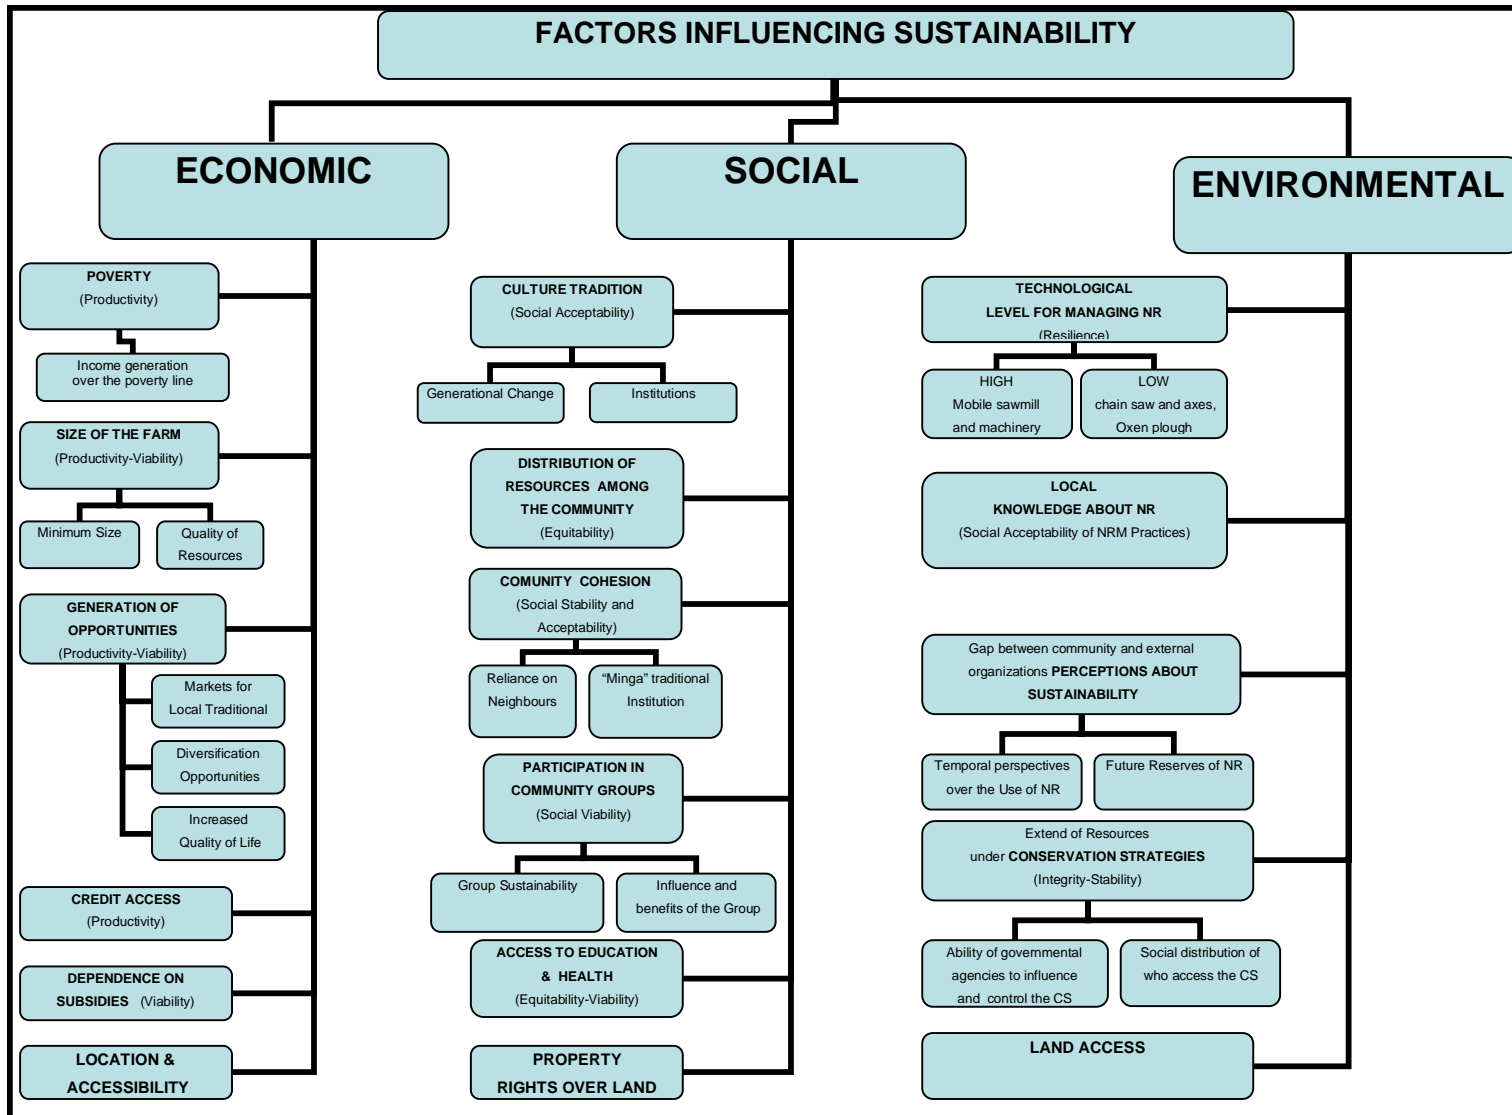 FACTORS INFLUENCING SUSTAINABILITY
ECONOMIC
POVERTY
(Productivity)
Income generation
over the poverty line
SIZE OF THE FARM
(Productivity-Viability)
Minimum Size
Quality of
Resources
GENERATION OF
OPPORTUNITIES
(Productivity-Viability)
Markets for
Local Traditional
Diversification
Opportunities
Increased
Quality of Life
CREDIT ACCESS
(Productivity)
DEPENDENCE ON
SUBSIDIES (Viability)
LOCATION &
ACCESSIBILITY
SOCIAL
CULTURE TRADITION
(Social Acceptability)
Generational Change
Institutions
DISTRIBUTION OF
RESOURCES AMONG
THE COMMUNITY
(Equitability)
COMUNITY COHESION
(Social Stability and
Acceptability)
Reliance on
Neighbours
“Minga” traditional
Institution
PARTICIPATION IN
COMMUNITY GROUPS
(Social Viability)
Group Sustainability
Influence and
benefits of the Group
ACCESS TO EDUCATION
& HEALTH
(Equitability-Viability)
PROPERTY
RIGHTS OVER LAND
ENVIRONMENTAL
TECHNOLOGICAL
LEVEL FOR MANAGING NR
(Resilience)
HIGH
Mobile sawmill
and machinery
LOW
chain saw and axes,
Oxen plough
LOCAL
KNOWLEDGE ABOUT NR
(Social Acceptability of NRM Practices)
Gap between community and external
organizations PERCEPTIONS ABOUT
SUSTAINABILITY
Temporal perspectives
over the Use of NR
Future Reserves of NR
Extend of Resources
under CONSERVATION STRATEGIES
(Integrity-Stability)
Ability of governmental
agencies to influence
and control the CS
Social distribution of
who access the CS
LAND ACCESS